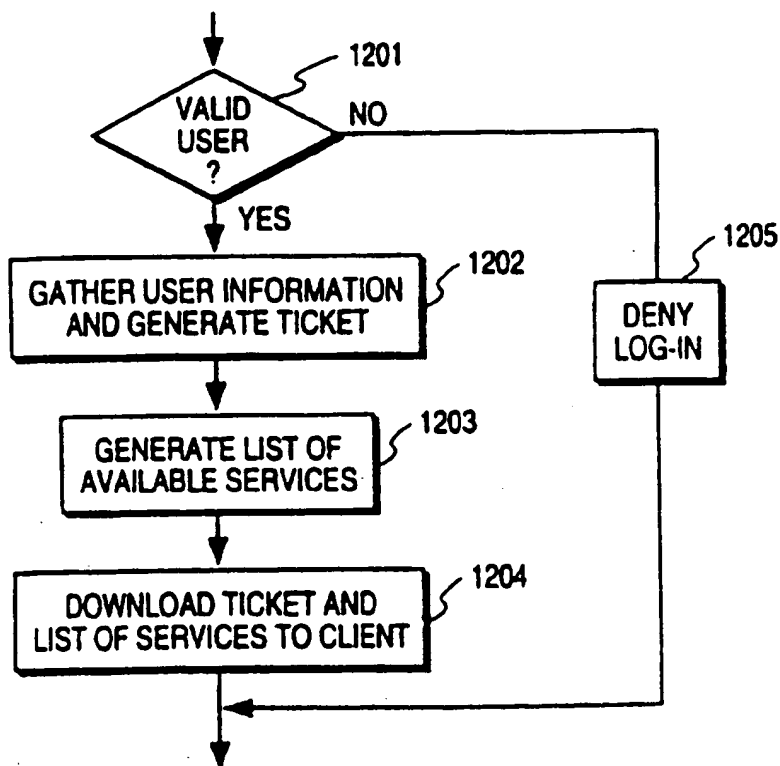 1201
VALID
USER
?
NO
YES
1202
GATHER USER INFORMATION
AND GENERATE TICKET
1205
DENY
LOG-IN
1203
GENERATE LIST OF
AVAILABLE SERVICES
1204
DOWNLOAD TICKET AND
LIST OF SERVICES TO CLIENT